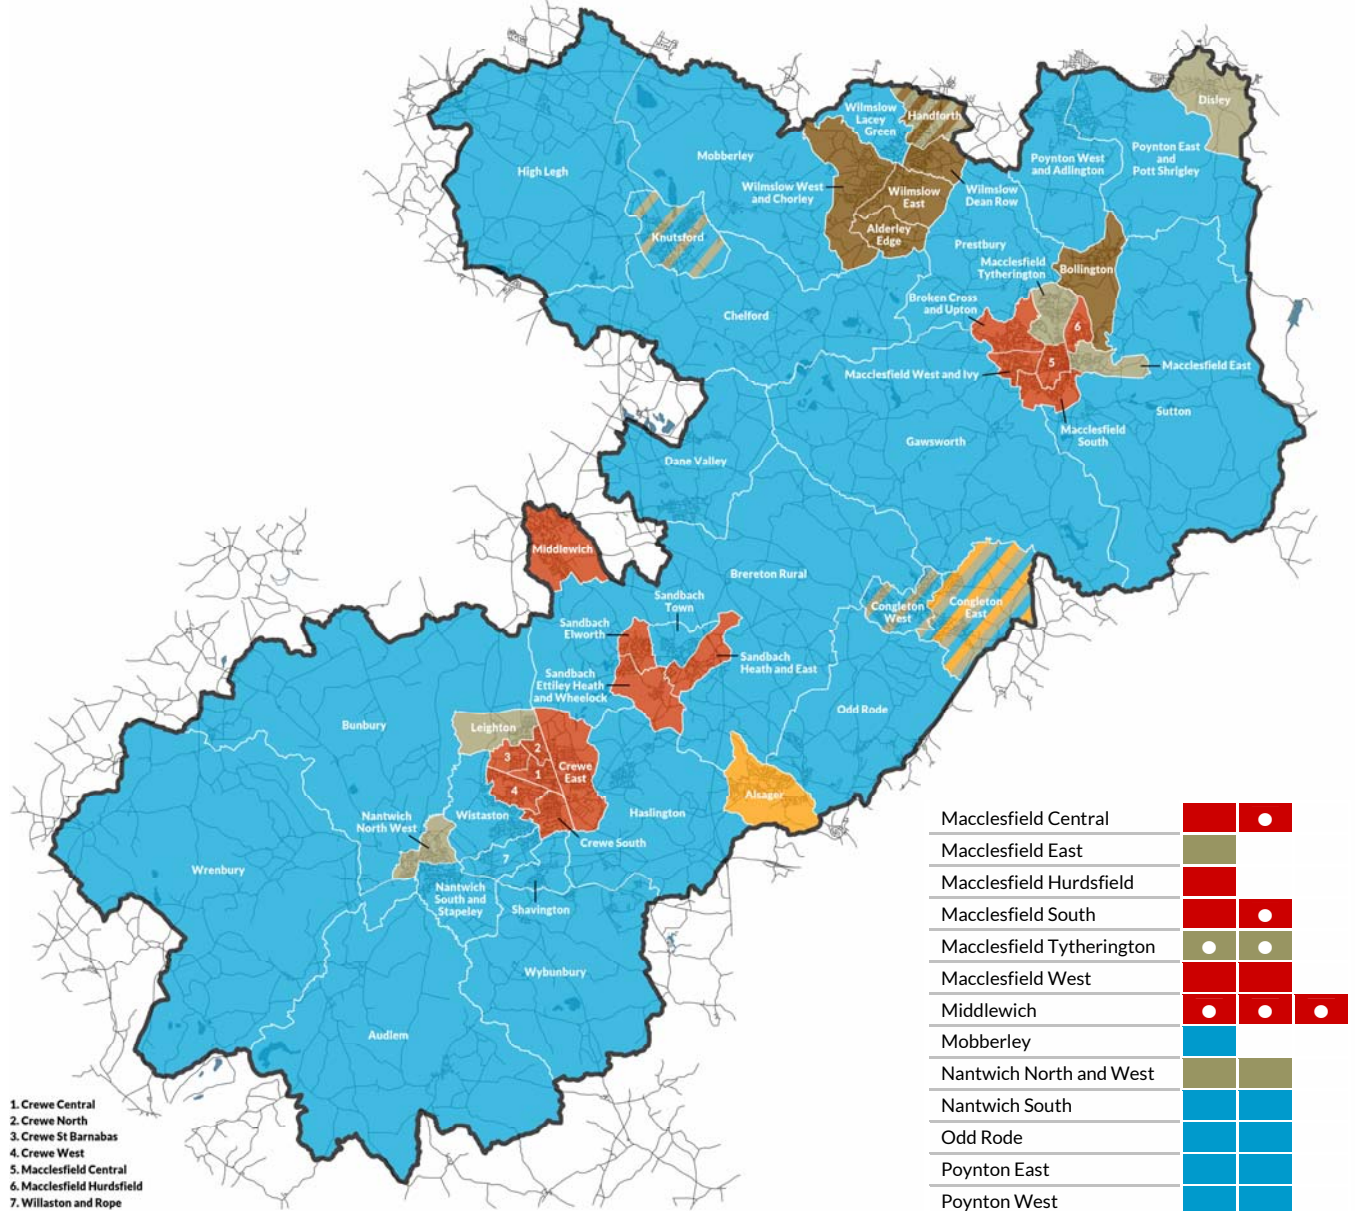 Disley
Wilmslow
Lacey
Green
Handforth
Poynton West
and Adlington
Poynton East
and
Pott Shrigley
High Legh
Mobberley
Wilmslow West
and Chorley
Wilmslow
East
Wilmslow
Dean Row
Knutsford
Alderley
Edge
Prestbury
Macclesfield
Tytherington
Bollington
Broken Cross
and Upton
Chelford
6
5
Macclesfield West and Ivy
Macclesfield East
Macclesfield
South
Sutton
Gawsworth
Dane Valley
Middlewich
Brereton Rural
Sandbach
Town
Congleton
West
Congleton
East
Sandbach
Elworth
Sandbach
Heath and East
Sandbach
Ettiley Heath
and Wheelock
Odd Rode
Bunbury
Leighton
2
3
1
4
Crewe
East
Alsager
Nantwich
North West
Wistaston
Haslington
Crewe South
7
Wrenbury
Nantwich
South and
Stapeley
Shavington
Wybunbury
Audlem
1. Crewe Central
2. Crewe North
3. Crewe St Barnabas
4. Crewe West
5. Macclesfield Central
6. Macclesfield Hurdsfield
7. Willaston and Rope
Macclesfield Central
Macclesfield East
Macclesfield Hurdsfield
Macclesfield South
Macclesfield Tytherington
Macclesfield West
Middlewich
Mobberley
Nantwich North and West
Nantwich South
Odd Rode
Poynton East
Poynton West